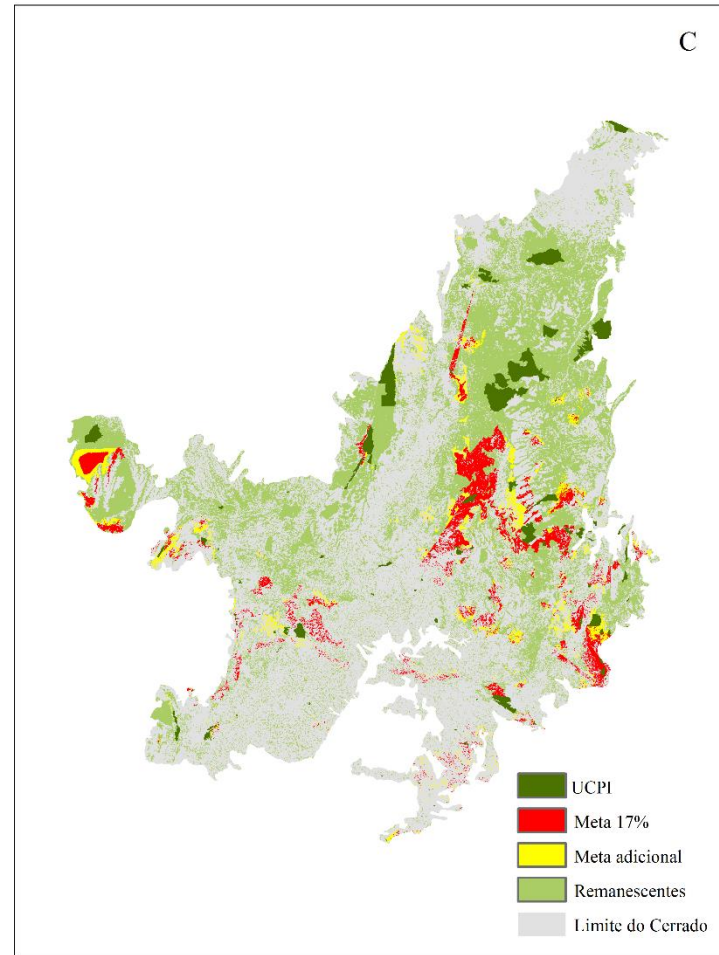 C
UCPI
Meta 17%
Meta adicional
Remanescentes
Limite do Cerrado